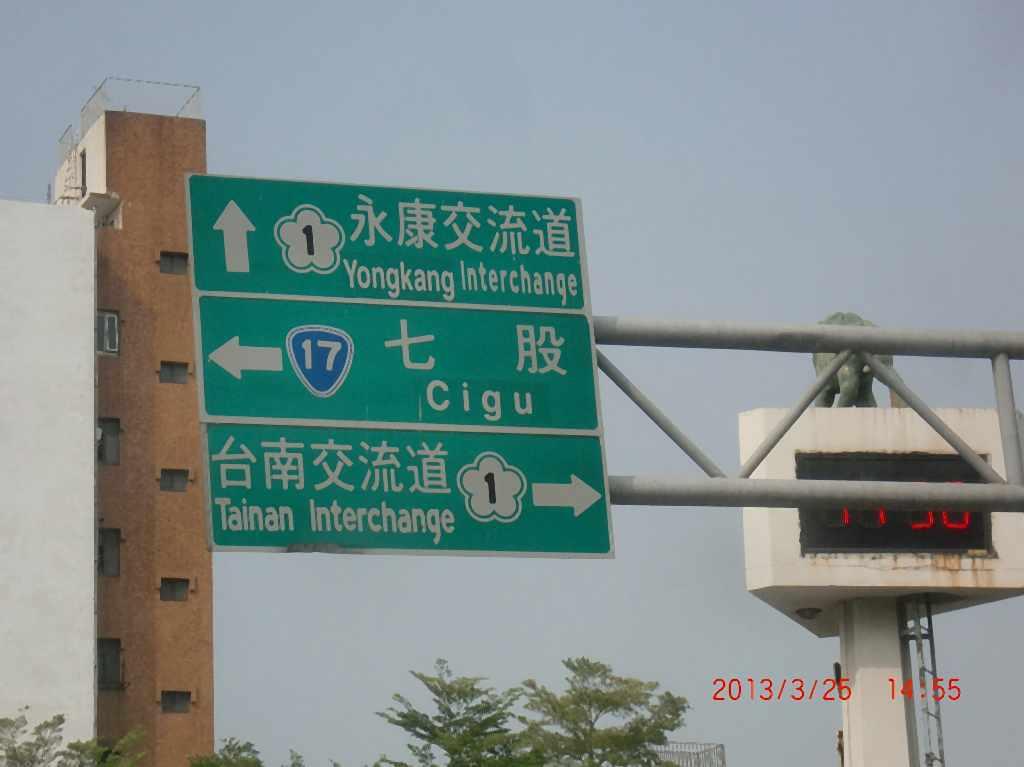 1 永康交流道
Yongkang Interchange
17 七 股
Cigu
台南交流道 1
Tainan Interchange
2013/3/25 14:55